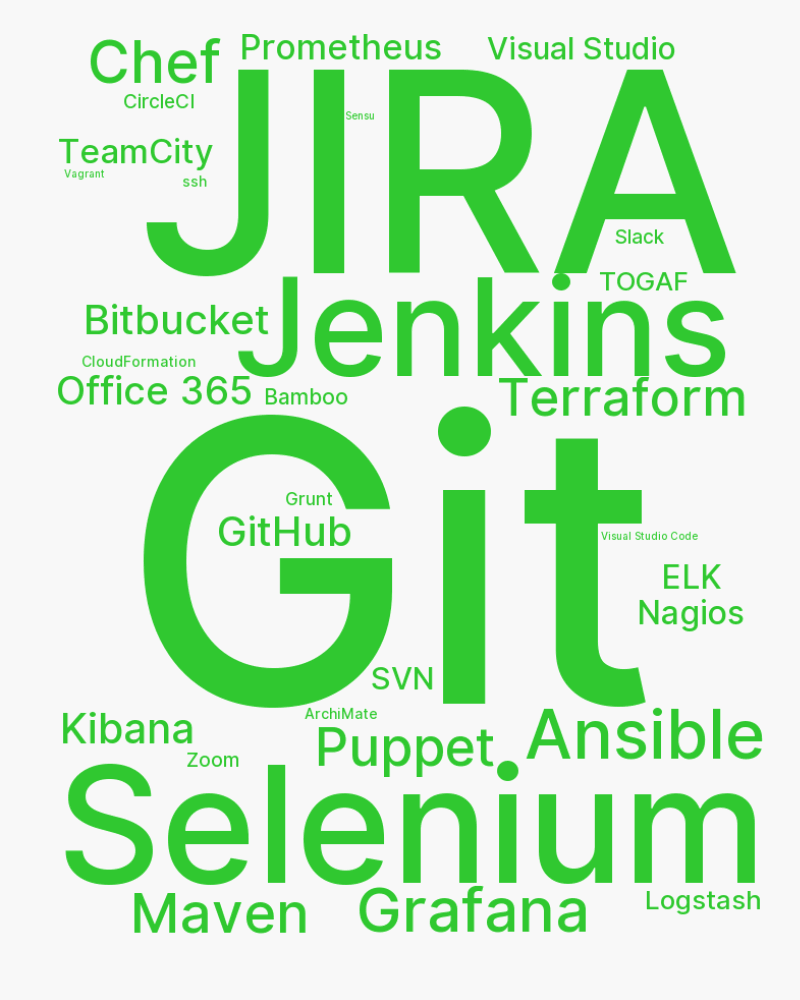 Chef
Prometheus
Visual Studio
CircleCI
JIRA
Sensu
TeamCity
Vagrant
ssh
Slack
TOGAF
Bitbucket
Jenkins
CloudFormation
Office 365
Bamboo
Terraform
Git
Grunt
GitHub
Visual Studio Code
ELK
Nagios
SVN
ArchiMate
Kibana
Puppet
Ansible
Zoom
Selenium
Maven
Grafana
Logstash